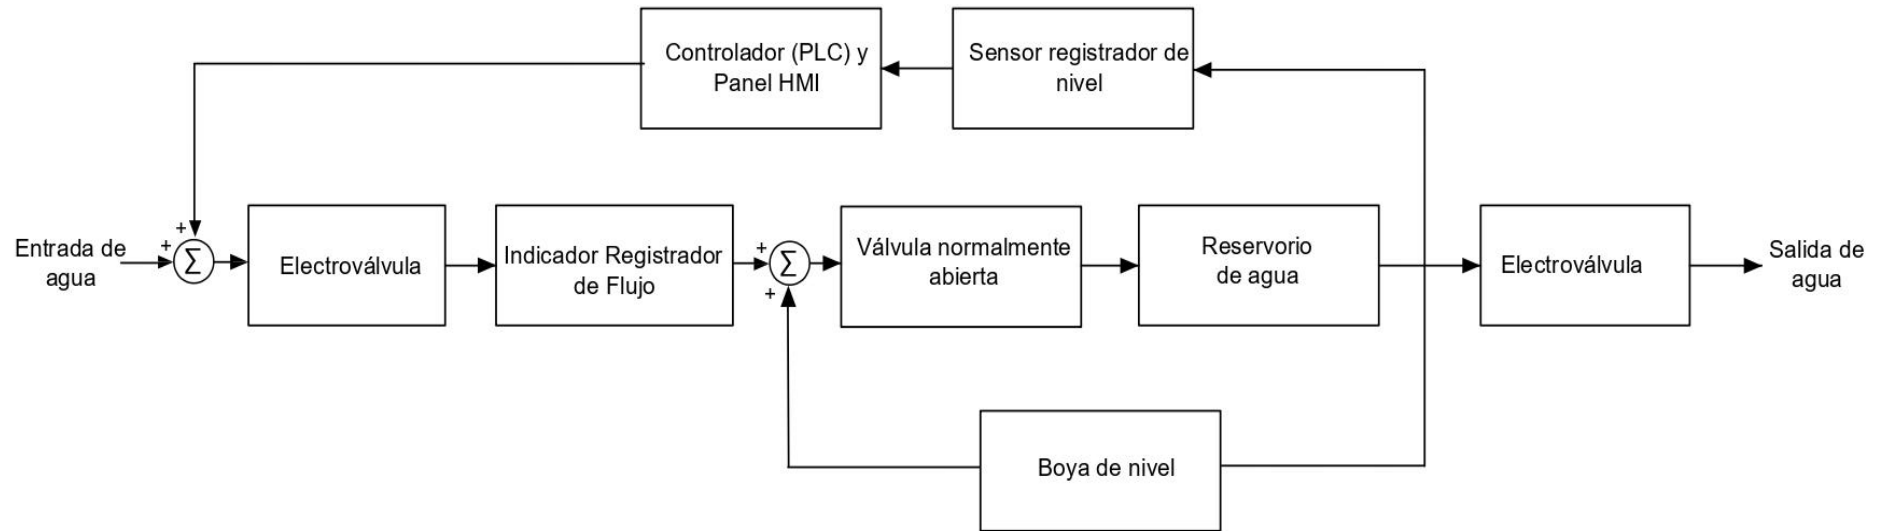 Controlador (PLC) y
Panel HMI
Sensor registrador de
nivel
Entrada de
agua
+
+
Σ
Electroválvula
Indicador Registrador
de Flujo
+
+
Σ
Válvula normalmente
abierta
Reservorio
de agua
Electroválvula
Salida de
agua
Boya de nivel